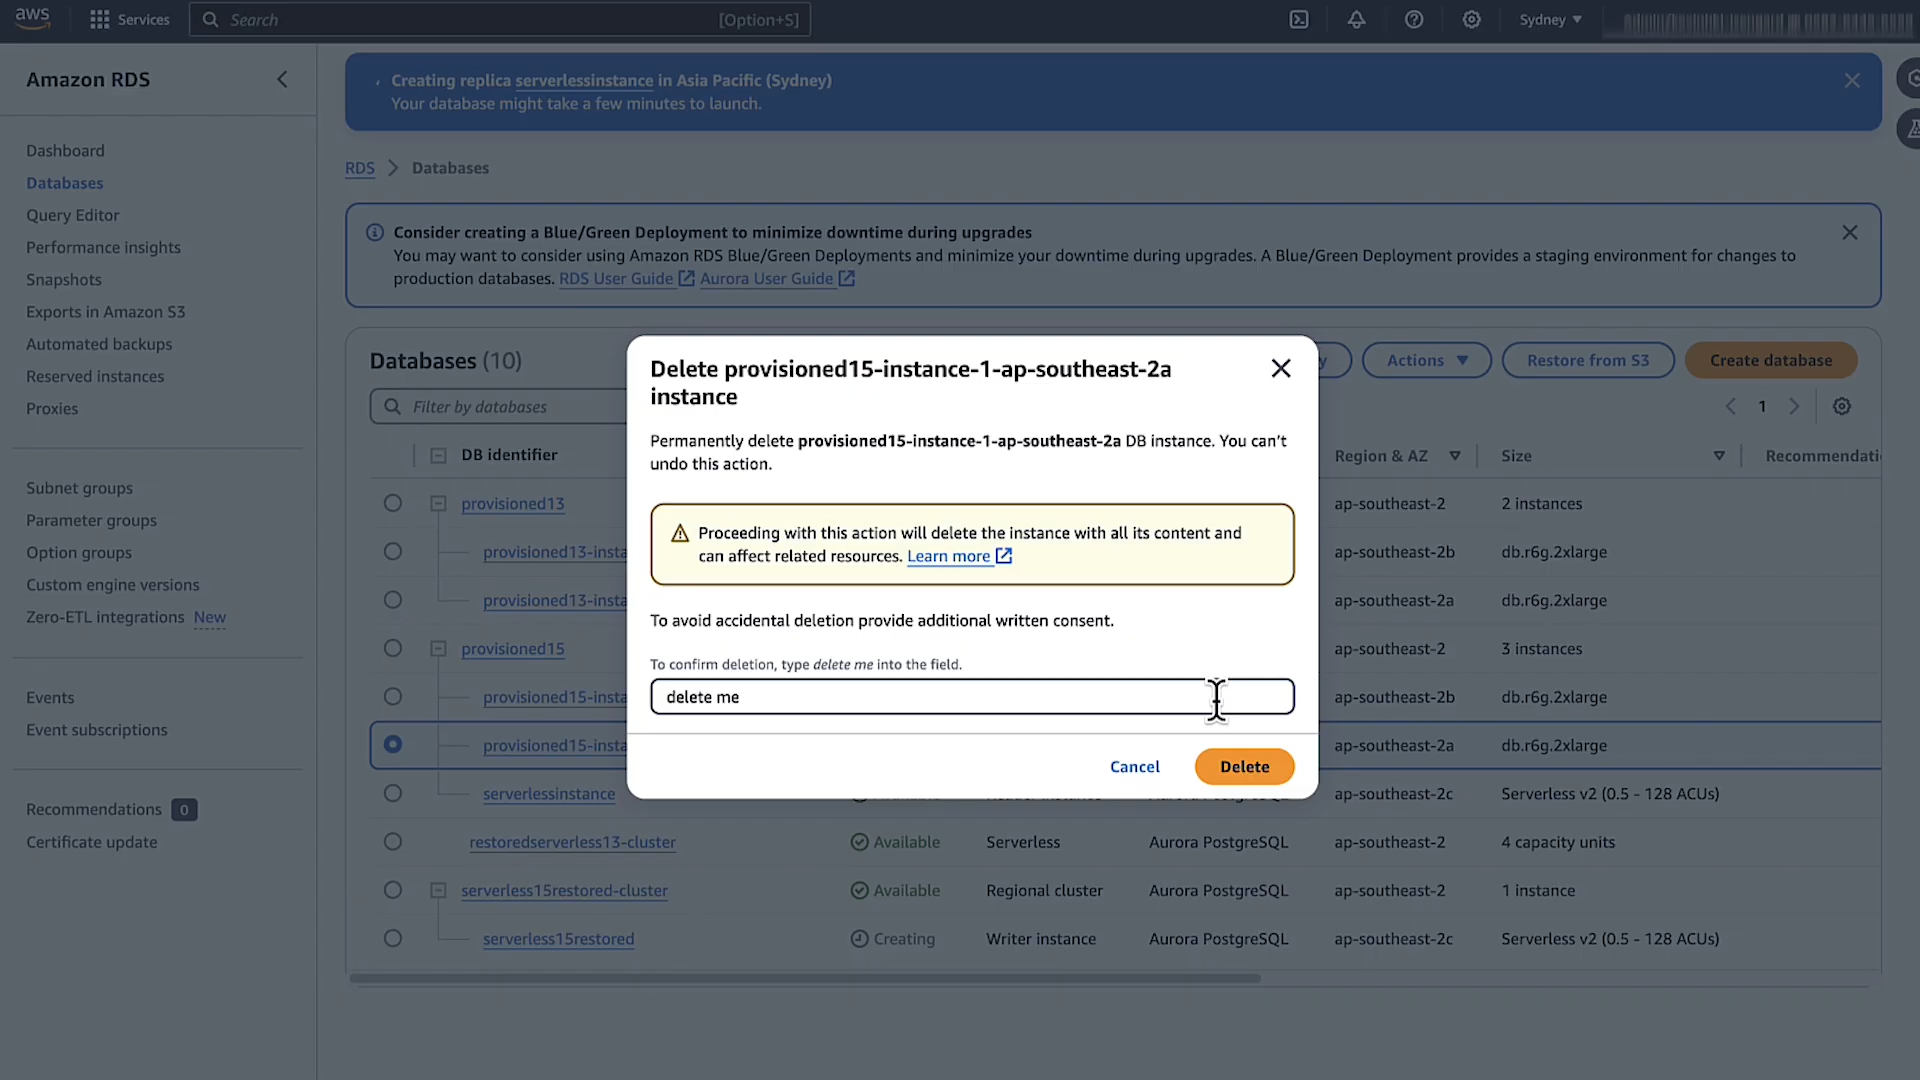 aws
Services
Search
[Option+S]
Sydney
Amazon RDS
Dashboard
Databases
Query Editor
Performance insights
Snapshots
Exports in Amazon S3
Automated backups
Reserved instances
Proxies
Subnet groups
Parameter groups
Option groups
Custom engine versions
Zero-ETL integrations New
Events
Event subscriptions
Recommendations 0
Certificate update
Creating replica serverlessinstance in Asia Pacific (Sydney)
Your database might take a few minutes to launch.
RDS > Databases
Consider creating a Blue/Green Deployment to minimize downtime during upgrades
You may want to consider using Amazon RDS Blue/Green Deployments and minimize your downtime during upgrades. A Blue/Green Deployment provides a staging environment for changes to
production databases. RDS User Guide Aurora User Guide
Databases (10)
Actions
Restore from S3
Create database
Filter by databases
1
DB identifier Region & AZ Size Recommendati
provisioned13 ap-southeast-2 2 instances
provisioned13-insta ap-southeast-2b db.r6g.2xlarge
provisioned13-insta ap-southeast-2a db.r6g.2xlarge
provisioned15 ap-southeast-2 3 instances
provisioned15-insta ap-southeast-2b db.r6g.2xlarge
provisioned15-insta ap-southeast-2a db.r6g.2xlarge
serverlessinstance ap-southeast-2c Serverless v2 (0.5 - 128 ACUs)
restoredserverless13-cluster Available Serverless Aurora PostgreSQL ap-southeast-2 4 capacity units
serverless15restored-cluster Available Regional cluster Aurora PostgreSQL ap-southeast-2 1 instance
serverless15restored Creating Writer instance Aurora PostgreSQL ap-southeast-2c Serverless v2 (0.5 - 128 ACUs)
Delete provisioned15-instance-1-ap-southeast-2a
instance
Permanently delete provisioned15-instance-1-ap-southeast-2a DB instance. You can't
undo this action.
Proceeding with this action will delete the instance with all its content and
can affect related resources. Learn more
To avoid accidental deletion provide additional written consent.
To confirm deletion, type delete me into the field.
delete me
Cancel
Delete